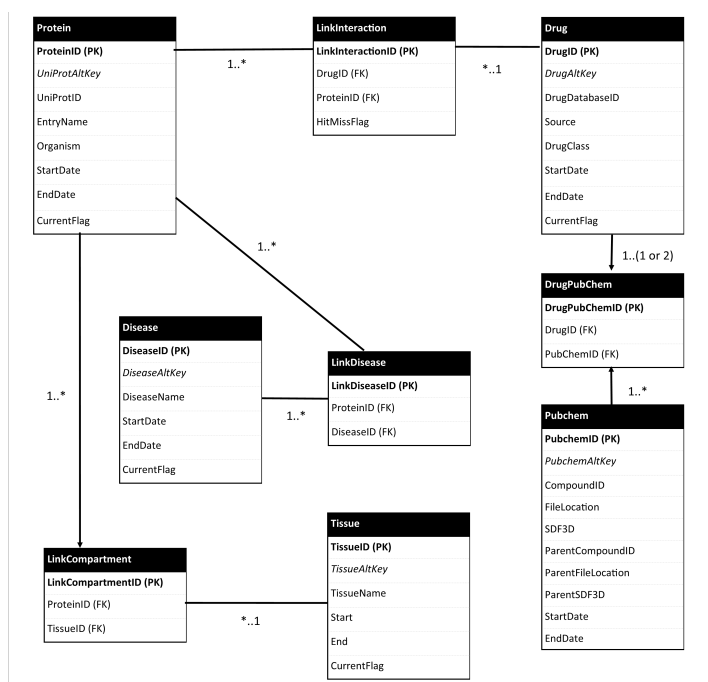 Protein
ProteinID (PK)
UniProtAltKey
UniProtID
EntryName
Organism
StartDate
EndDate
CurrentFlag
1..*
LinkInteraction
LinkInteractionID (PK)
DrugID (FK)
ProteinID (FK)
HitMissFlag
*..1
Drug
DrugID (PK)
DrugAltKey
DrugDatabaseID
Source
DrugClass
StartDate
EndDate
CurrentFlag
1..(1 or 2)
DrugPubChem
DrugPubChemID (PK)
DrugID (FK)
PubChemID (FK)
1..*
1..*
Disease
DiseaseID (PK)
DiseaseAltKey
DiseaseName
StartDate
EndDate
CurrentFlag
1..*
LinkDisease
LinkDiseaseID (PK)
ProteinID (FK)
DiseaseID (FK)
Pubchem
PubchemID (PK)
PubchemAltKey
CompoundID
FileLocation
SDF3D
ParentCompoundID
ParentFileLocation
ParentSDF3D
StartDate
EndDate
1..*
LinkCompartment
LinkCompartmentID (PK)
ProteinID (FK)
TissueID (FK)
*..1
Tissue
TissueID (PK)
TissueAltKey
TissueName
Start
End
CurrentFlag